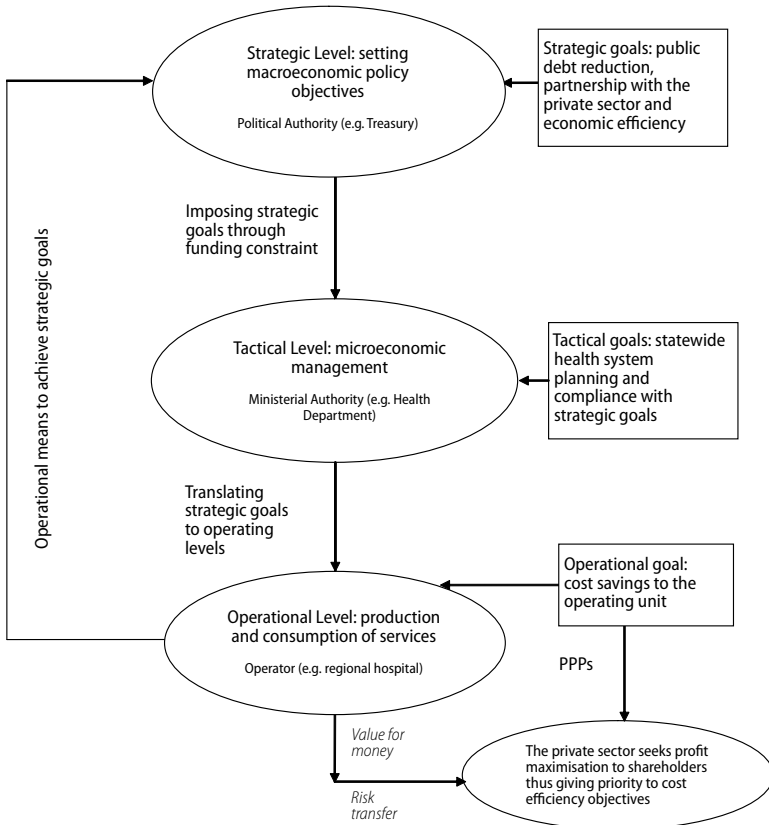 Strategic Level: setting
macroeconomic policy
objectives
Political Authority (e.g. Treasury)
Strategic goals: public
debt reduction,
partnership with the
private sector and
economic efficiency
Imposing strategic
goals through
funding constraint
Operational means to achieve strategic goals
Tactical Level: microeconomic
management
Ministerial Authority (e.g. Health
Department)
Tactical goals: statewide
health system
planning and
compliance with
strategic goals
Translating
strategic goals
to operating
levels
Operational goal:
cost savings to the
operating unit
Operational Level: production
and consumption of services
Operator (e.g. regional hospital)
PPPs
Value for
money
Risk
transfer
The private sector seeks profit
maximisation to shareholders
thus giving priority to cost
efficiency objectives